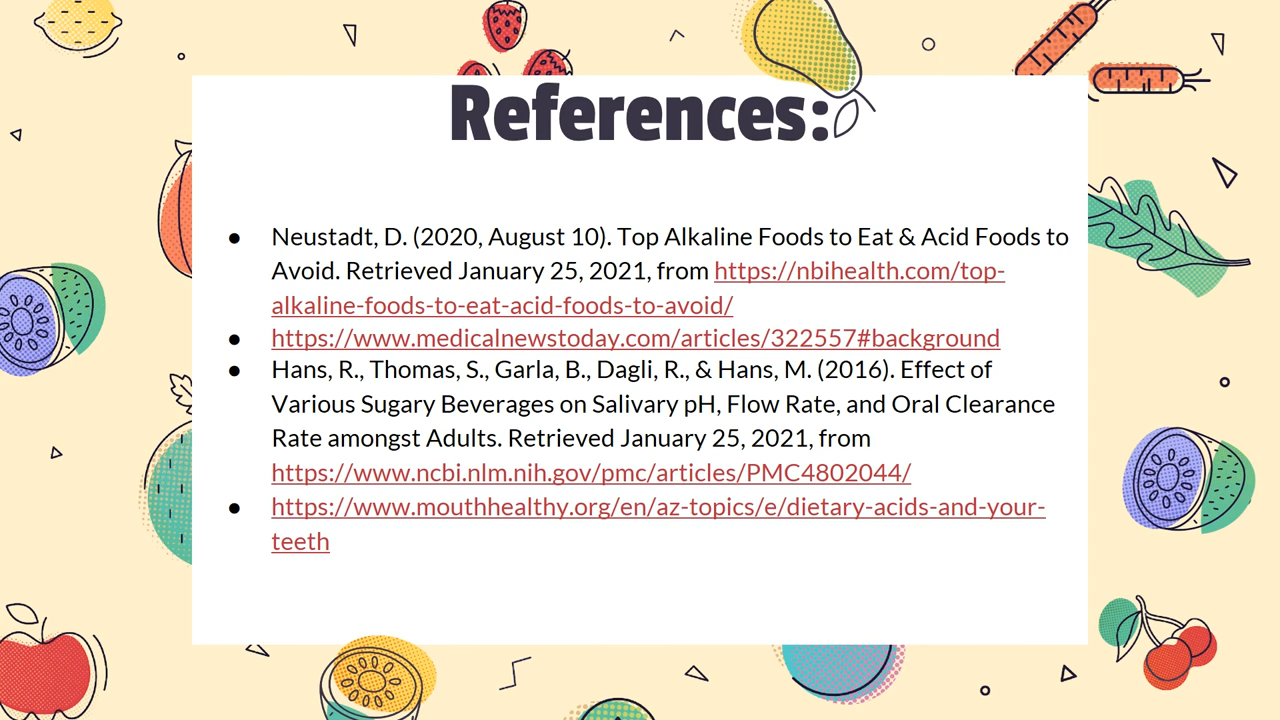 References:
● Neustadt, D. (2020, August 10). Top Alkaline Foods to Eat & Acid Foods to
Avoid. Retrieved January 25, 2021, from https://nbihealth.com/top-
alkaline-foods-to-eat-acid-foods-to-avoid/
● https://www.medicalnewstoday.com/articles/322557#background
● Hans, R., Thomas, S., Garla, B., Dagli, R., & Hans, M. (2016). Effect of
Various Sugary Beverages on Salivary pH, Flow Rate, and Oral Clearance
Rate amongst Adults. Retrieved January 25, 2021, from
https://www.ncbi.nlm.nih.gov/pmc/articles/PMC4802044/
● https://www.mouthhealthy.org/en/az-topics/e/dietary-acids-and-your-
teeth